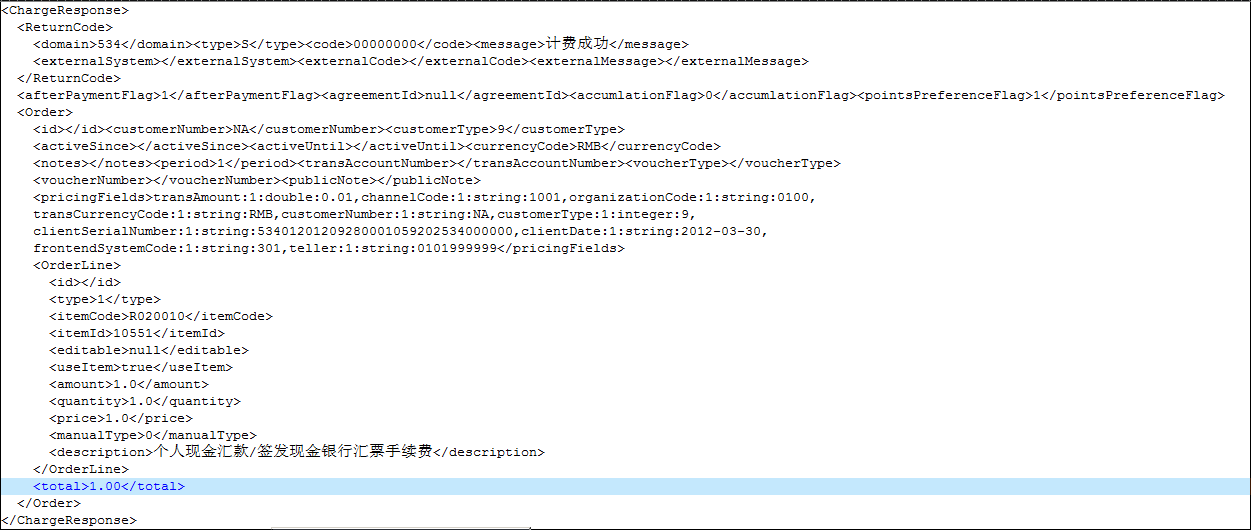 <ChargeResponse>
<ReturnCode>
<domain>534</domain><type>S</type><code>00000000</code><message>计费成功</message>
<externalSystem></externalSystem><externalCode></externalCode><externalMessage></externalMessage>
</ReturnCode>
<afterPaymentFlag>1</afterPaymentFlag><agreementId>null</agreementId><accumlationFlag>0</accumlationFlag><pointsPreferenceFlag>1</pointsPreferenceFlag>
<Order>
<id></id><customerNumber>NA</customerNumber><customerType>9</customerType>
<activeSince></activeSince><activeUntil></activeUntil><currencyCode>RMB</currencyCode>
<notes></notes><period>1</period><transAccountNumber></transAccountNumber><voucherType></voucherType>
<voucherNumber></voucherNumber><publicNote></publicNote>
<pricingFields>transAmount:1:double:0.01,channelCode:1:string:1001,organizationCode:1:string:0100,
transCurrencyCode:1:string:RMB,customerNumber:1:string:NA,customerType:1:integer:9,
clientSerialNumber:1:string:53401201209280001059202534000000,clientDate:1:string:2012-03-30,
frontendSystemCode:1:string:301,teller:1:string:0101999999</pricingFields>
<OrderLine>
<id></id>
<type>1</type>
<itemCode>R020010</itemCode>
<itemId>10551</itemId>
<editable>null</editable>
<useItem>true</useItem>
<amount>1.0</amount>
<quantity>1.0</quantity>
<price>1.0</price>
<manualType>0</manualType>
<description>个人现金汇款/签发现金银行汇票手续费</description>
</OrderLine>
<total>1.00</total>
</Order>
</ChargeResponse>